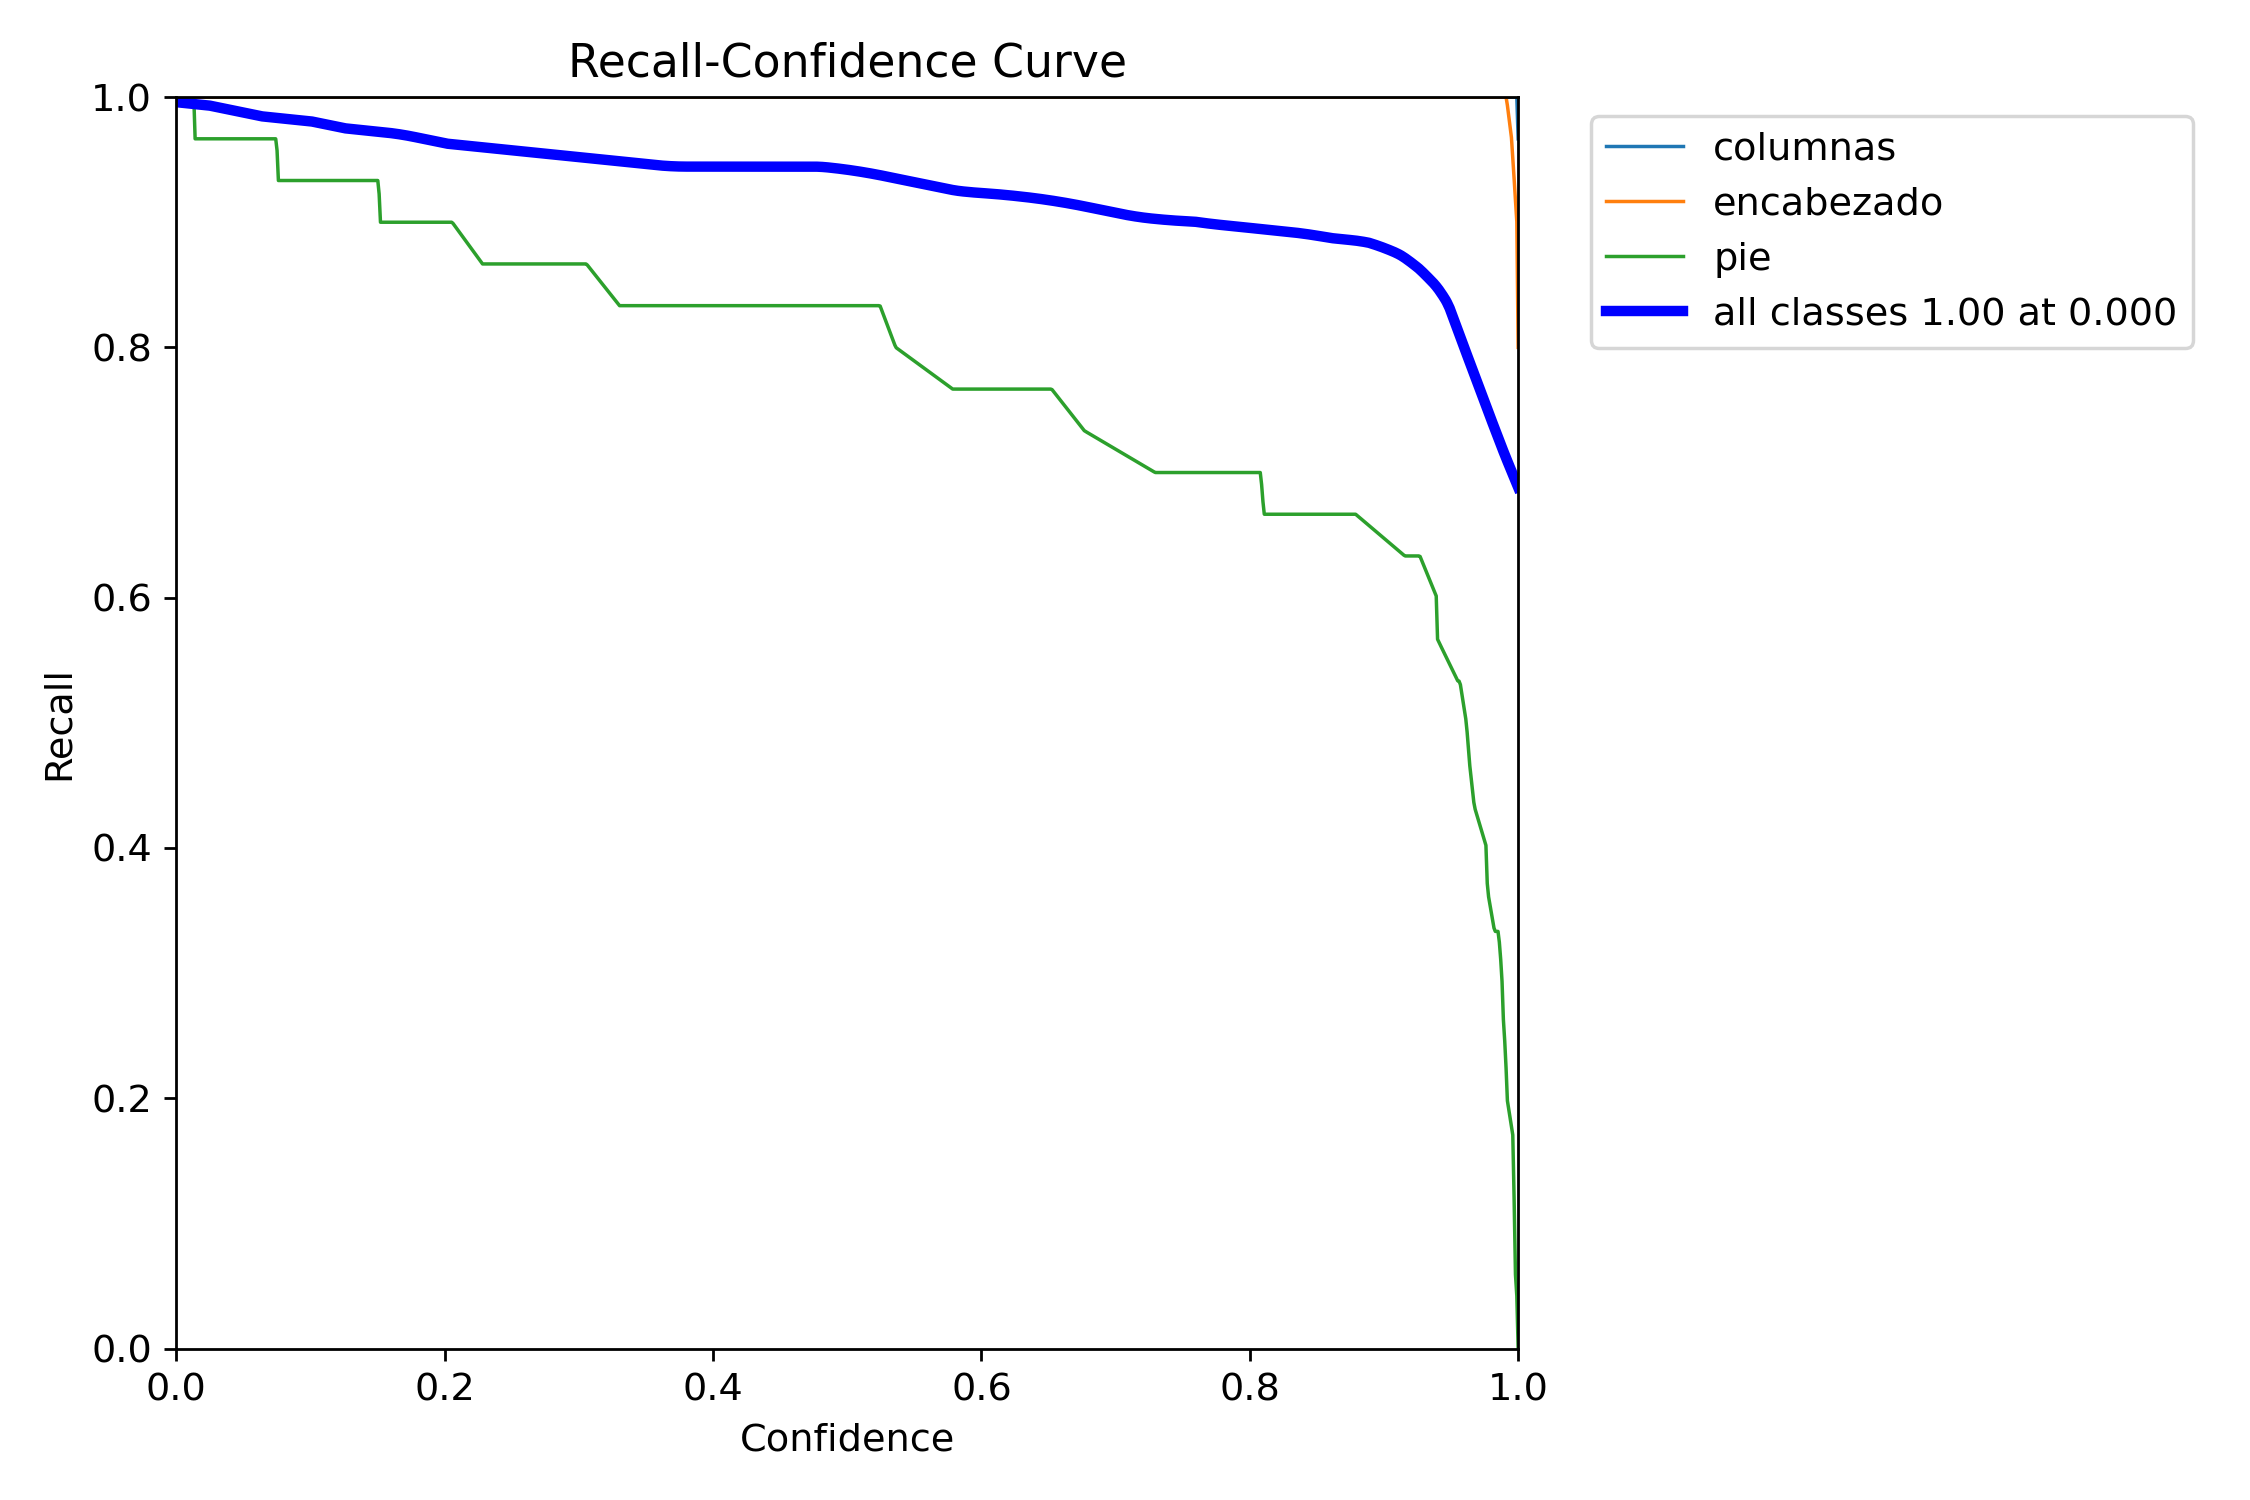 Recall-Confidence Curve
1.0
0.8
0.6
0.4
0.2
0.0
Recall
0.0 0.2 0.4 0.6 0.8 1.0
Confidence
columnas
encabezado
pie
all classes 1.00 at 0.000